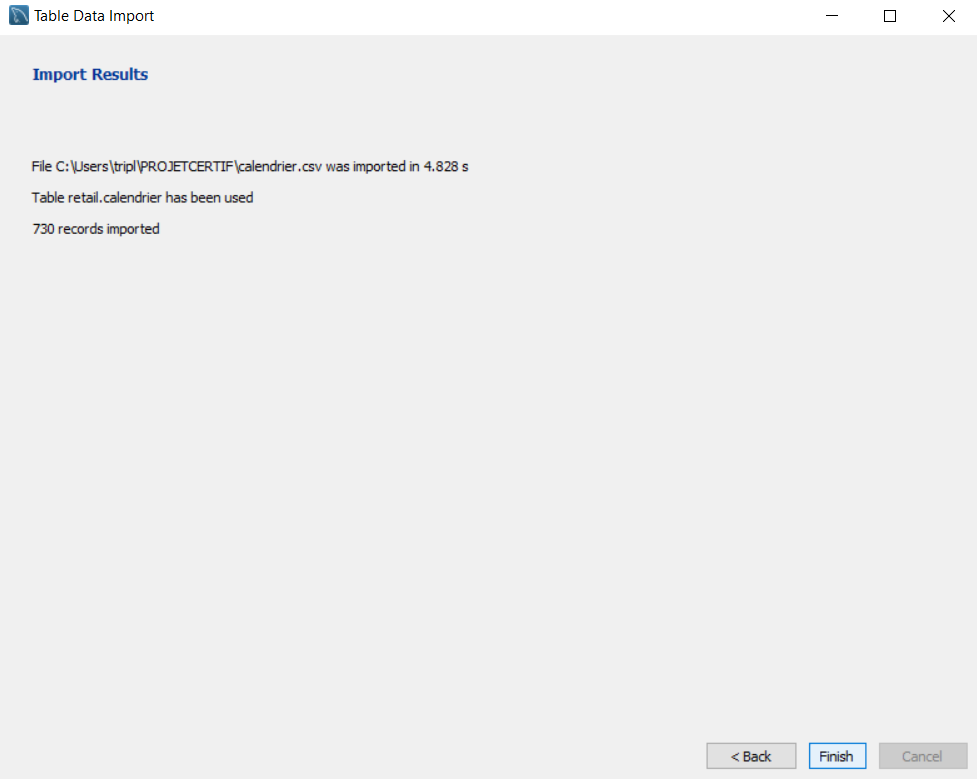 Table Data Import
Import Results
File C:\Users\tripl\PROJETCERTIF\calendrier.csv was imported in 4.828 s
Table retail.calendrier has been used
730 records imported
< Back
Finish
Cancel